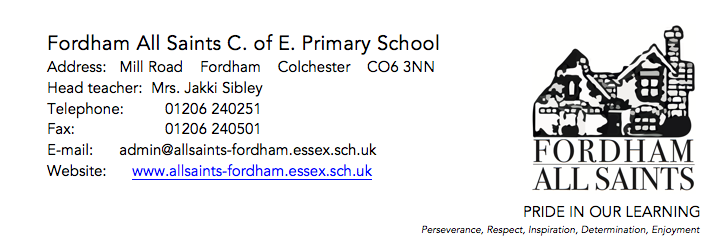 Fordham All Saints C. of E. Primary School
Address: Mill Road Fordham Colchester CO6 3NN
Head teacher: Mrs. Jakki Sibley
Telephone: 01206 240251
Fax: 01206 240501
E-mail: admin@allsaints-fordham.essex.sch.uk
Website: www.allsaints-fordham.essex.sch.uk
FORDHAM
ALL SAINTS
PRIDE IN OUR LEARNING
Perseverance, Respect, Inspiration, Determination, Enjoyment